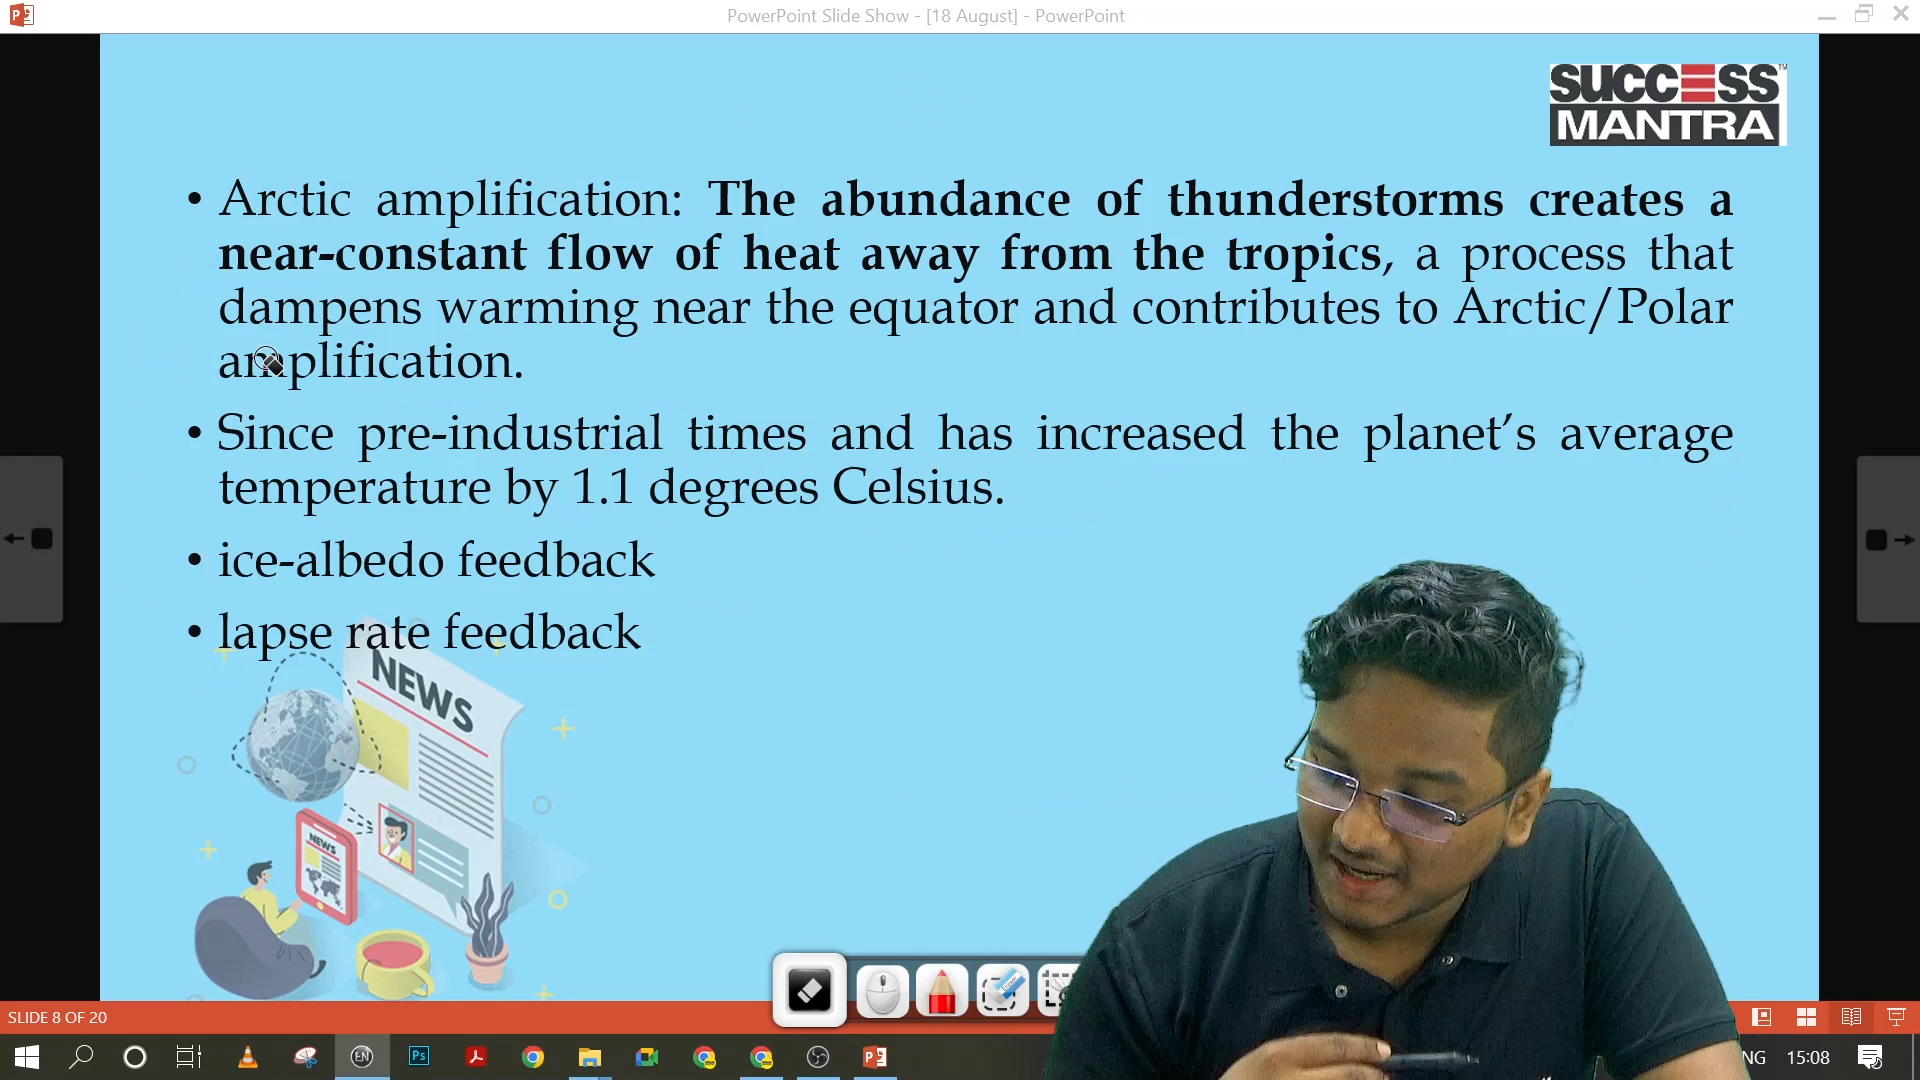 PowerPoint Slide Show - [18 August] - PowerPoint
SUCCESS
MANTRA
• Arctic amplification: The abundance of thunderstorms creates a
near-constant flow of heat away from the tropics, a process that
dampens warming near the equator and contributes to Arctic/Polar
amplification.
• Since pre-industrial times and has increased the planet’s average
temperature by 1.1 degrees Celsius.
• ice-albedo feedback
• lapse rate feedback
NEWS
NEWS
SLIDE 8 OF 20
EN
Ps
NG
15:08